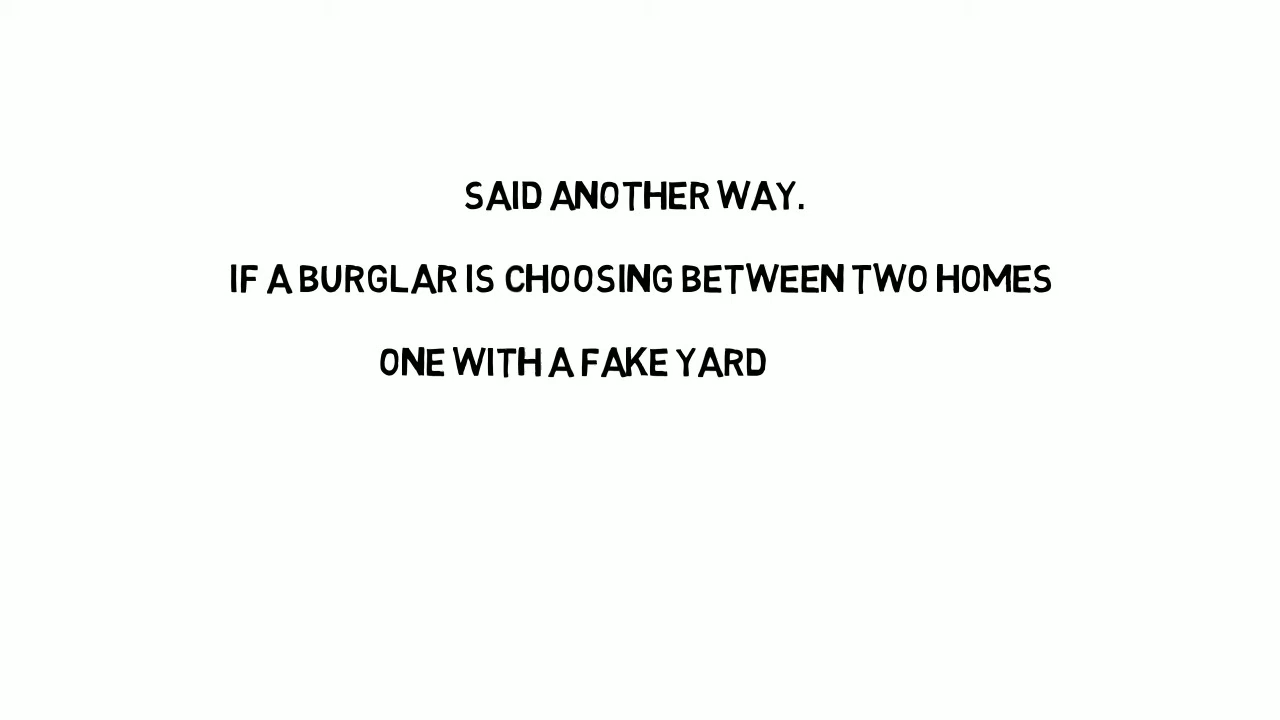 SAID ANOTHER WAY.
IF A BURGLAR IS CHOOSING BETWEEN TWO HOMES
ONE WITH A FAKE YARD